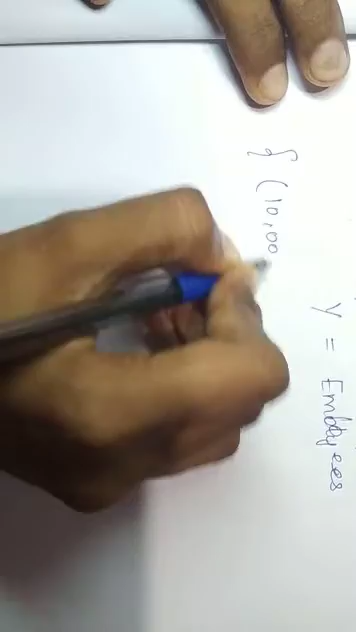 Y = Employees
{ (10,00